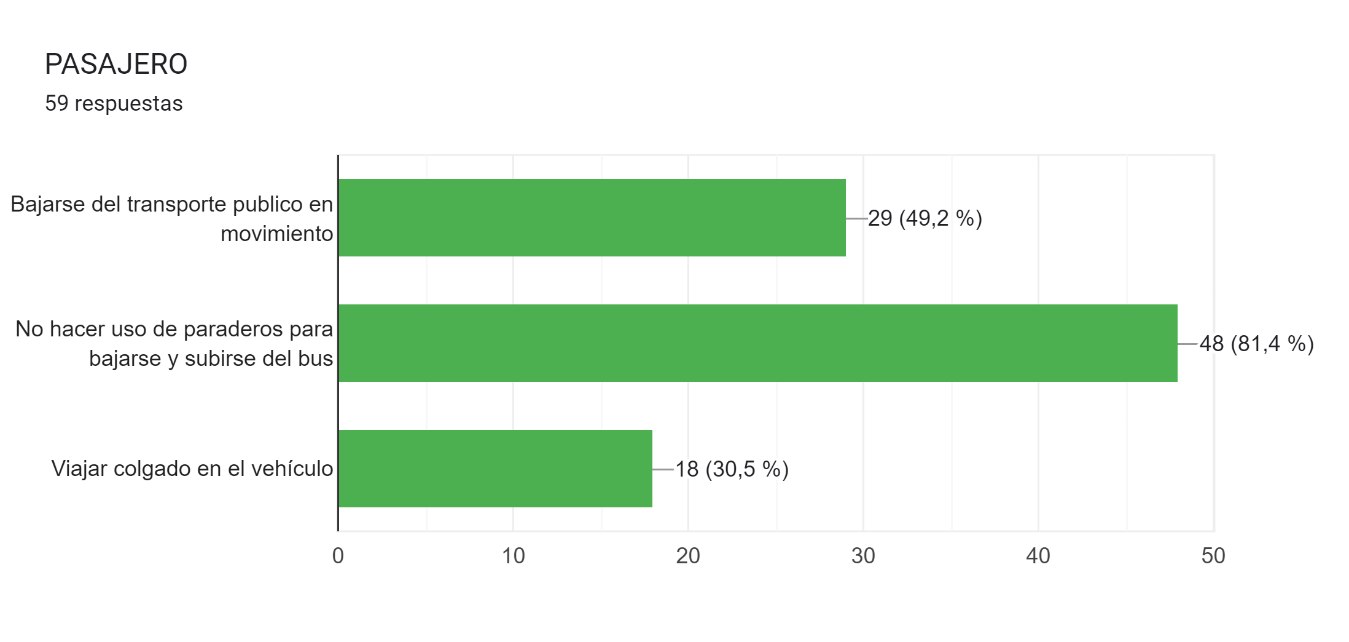 PASAJERO
59 respuestas
Bajarse del transporte publico en
movimiento
29 (49,2 %)
No hacer uso de paraderos para
bajarse y subirse del bus
48 (81,4 %)
Viajar colgado en el vehículo
18 (30,5 %)
0 10 20 30 40 50